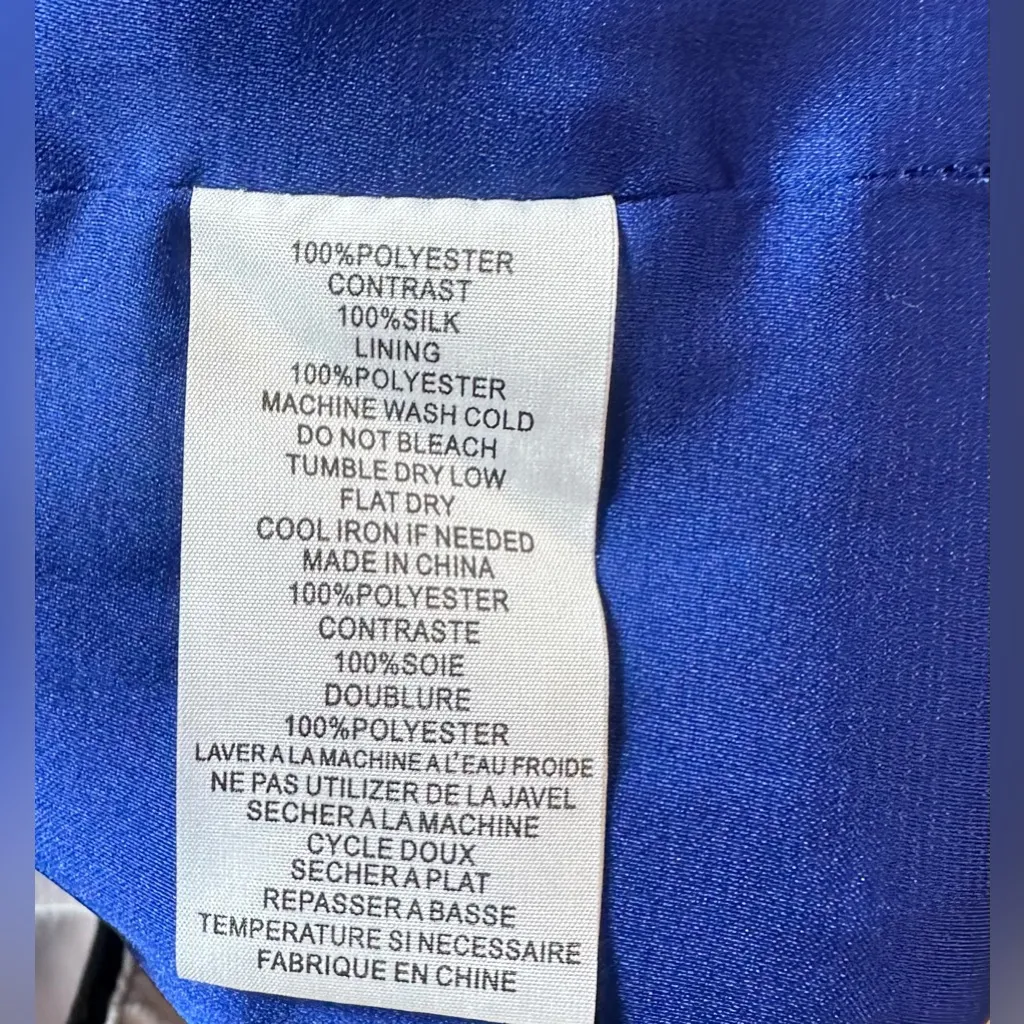 100%POLYESTER
CONTRAST
100%SILK
LINING
100%POLYESTER
MACHINE WASH COLD
DO NOT BLEACH
TUMBLE DRY LOW
FLAT DRY
COOL IRON IF NEEDED
MADE IN CHINA
100%POLYESTER
CONTRASTE
100%SOIE
DOUBLURE
100%POLYESTER
LAVER A LA MACHINE A L'EAU FROIDE
NE PAS UTILIZER DE LA JAVEL
SECHER A LA MACHINE
CYCLE DOUX
SECHER A PLAT
REPASSER A BASSE
TEMPERATURE SI NECESSAIRE
FABRIQUE EN CHINE